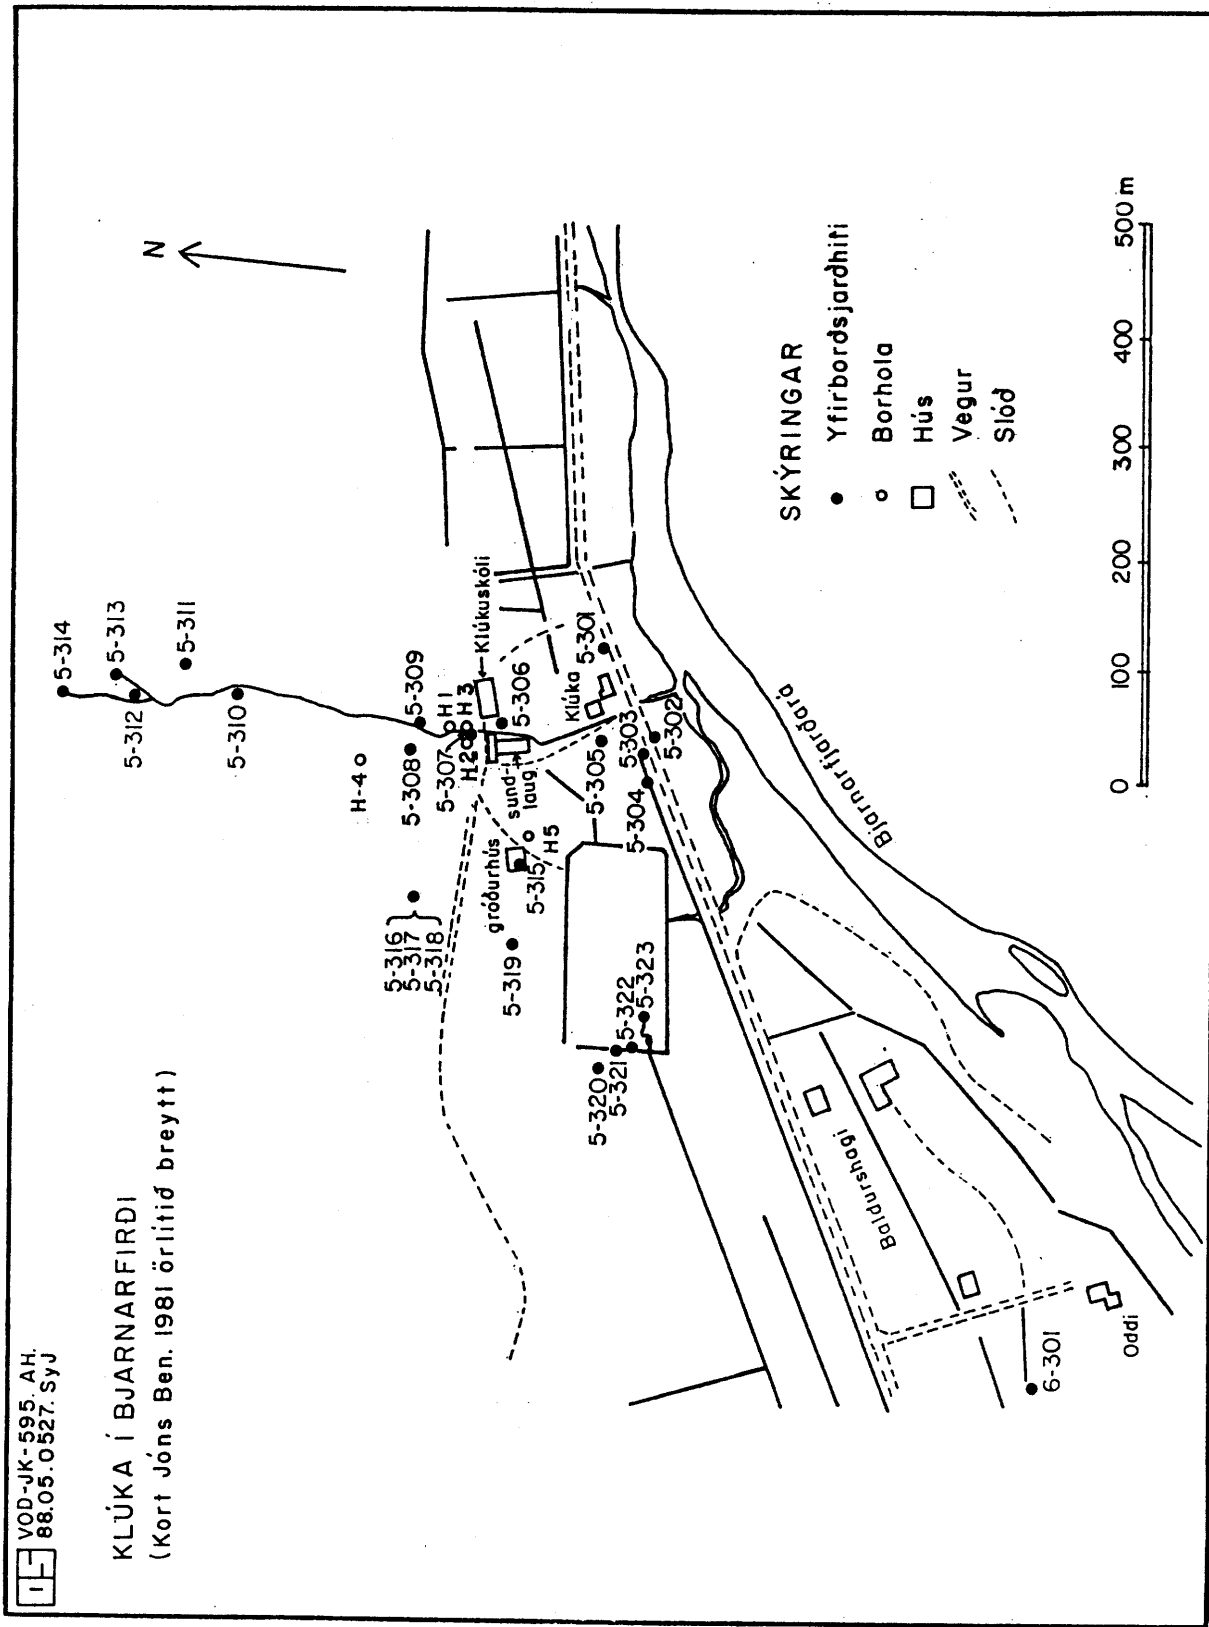 VOD-JK-595. AH.
88.05.0527. SyJ
KLÚKA Í BJARNARFIRÐI
(Kort Jóns Ben. 1981 örlítið breytt)
N
5-314
5-313
5-312
5-311
5-310
H-4
5-309
5-308
H1
H3
5-307
H2
Klúkuskóli
5-306
sund-
laug
gróðurhús
H5
5-315
5-316
5-317
5-318
5-319
Klúka
5-301
5-305
5-303
5-302
5-304
5-323
5-322
5-320
5-321
Bjarnarfjarðará
Baldurshagi
Oddi
6-301
SKÝRINGAR
Yfirborðsjarðhiti
Borhola
Hús
Vegur
Slóð
0 100 200 300 400 500 m